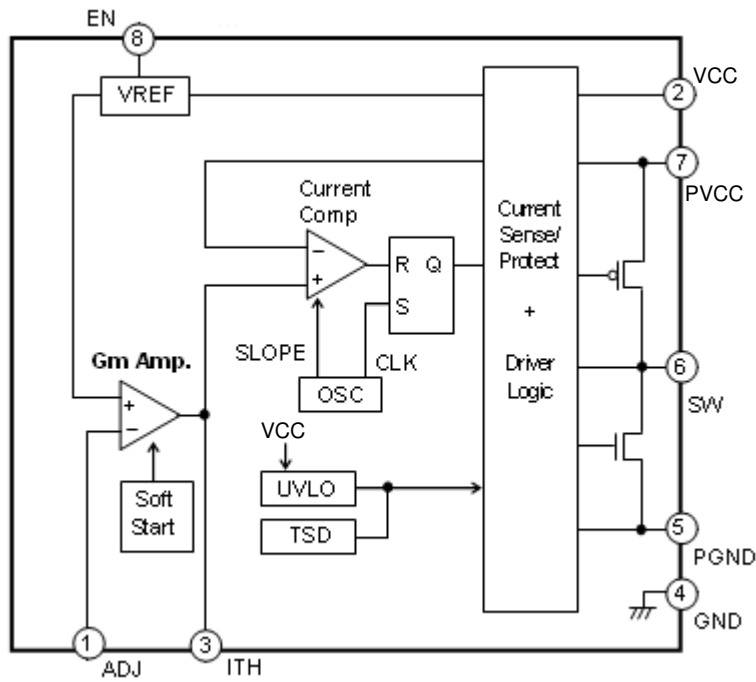 EN
8
VCC
VREF
2
7
PVCC
Current
Comp
Current
Sense/
Protect
+
Driver
Logic
−
+
R Q
S
SLOPE
CLK
OSC
Gm Amp.
+
−
6
SW
VCC
UVLO
TSD
Soft
Start
5
PGND
4
GND
1
ADJ
3
ITH